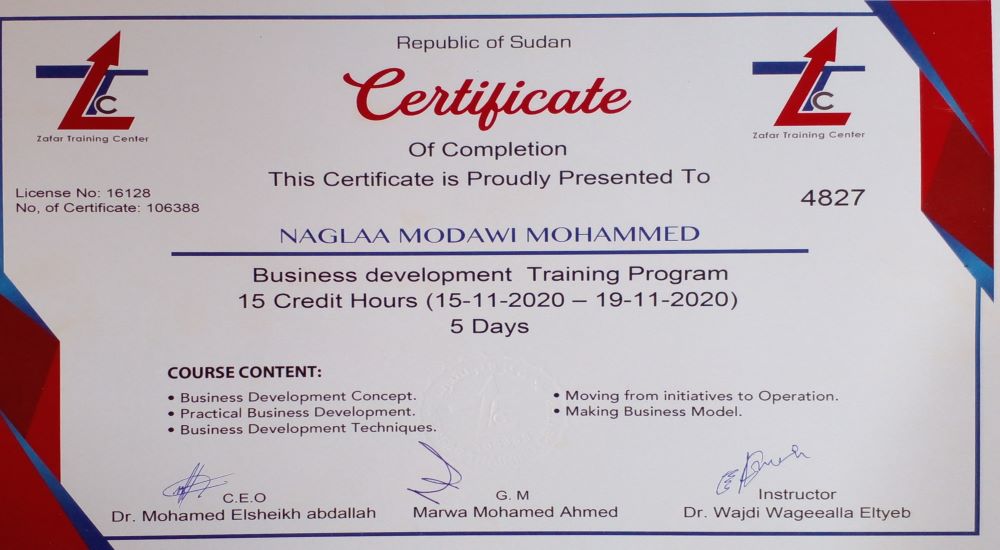 Republic of Sudan
Certificate
Of Completion
This Certificate is Proudly Presented To
TC
Zafar Training Center
TC
Zafar Training Center
License No: 16128
No, of Certificate: 106388
4827
NAGLAA MODAWI MOHAMMED
Business development Training Program
15 Credit Hours (15-11-2020 – 19-11-2020)
5 Days
COURSE CONTENT:
• Business Development Concept.
• Practical Business Development.
• Business Development Techniques.
• Moving from initiatives to Operation.
• Making Business Model.
C.E.O
Dr. Mohamed Elsheikh abdallah
G. M
Marwa Mohamed Ahmed
Instructor
Dr. Wajdi Wageealla Eltyeb